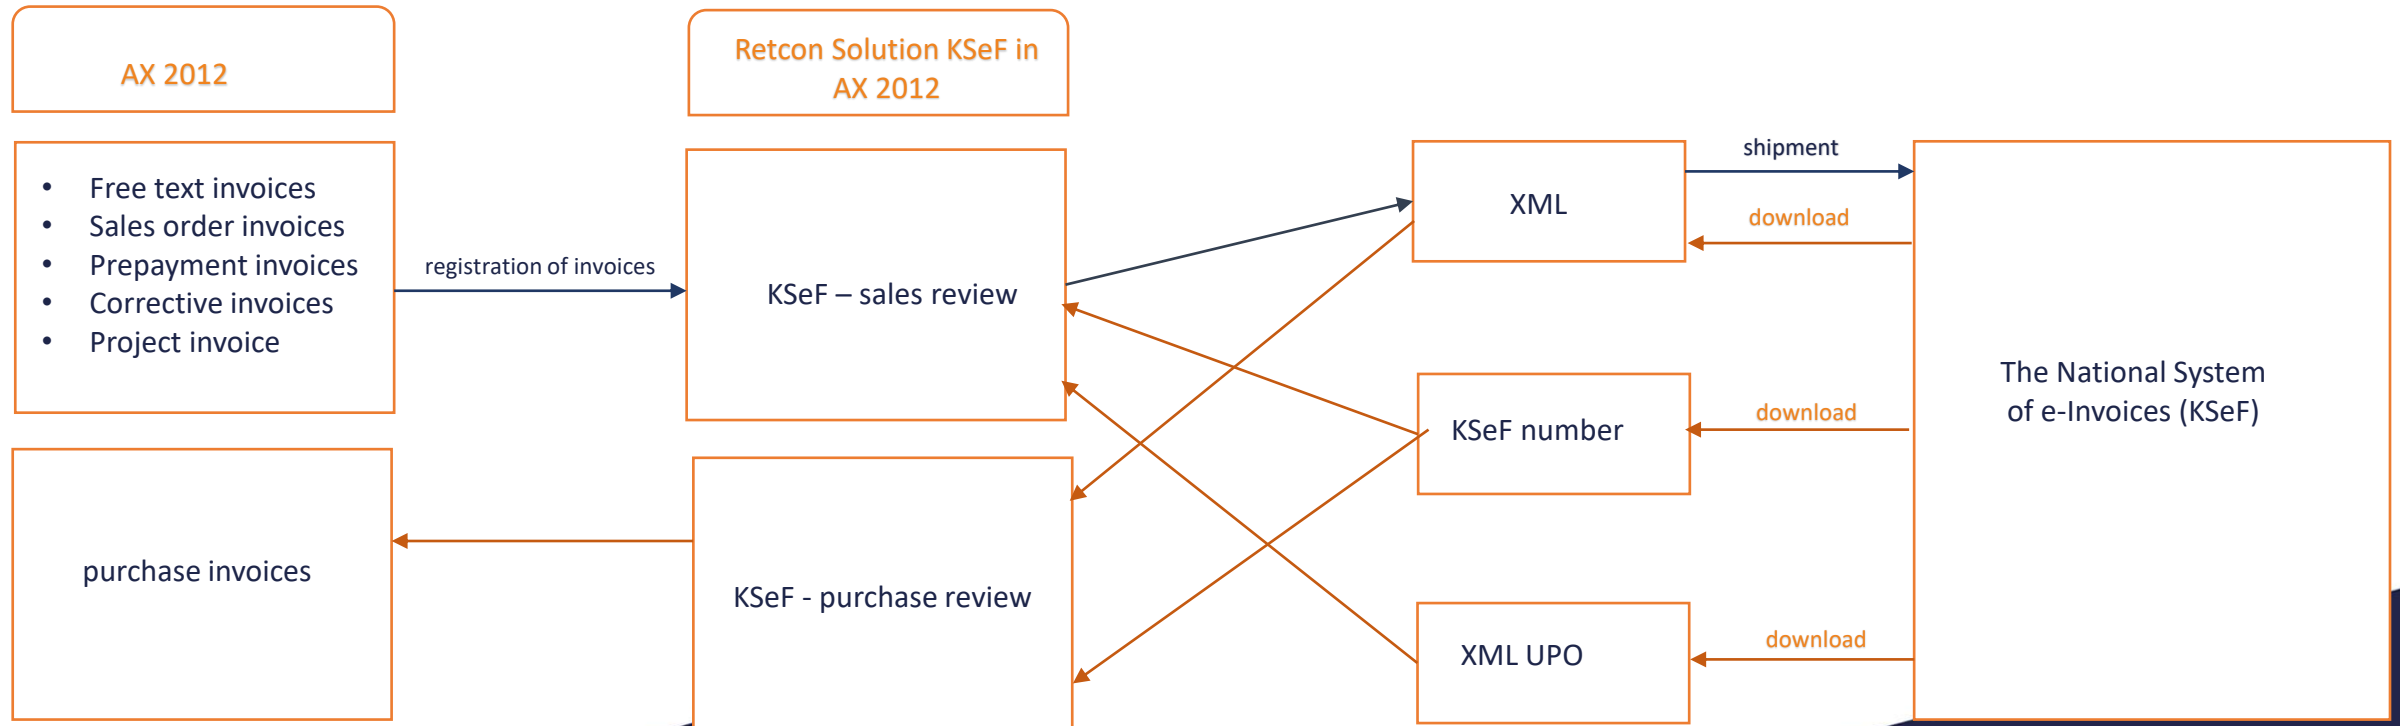 AX 2012
Retcon Solution KSeF in
AX 2012
• Free text invoices
• Sales order invoices
• Prepayment invoices
• Corrective invoices
• Project invoice
registration of invoices
KSeF – sales review
XML
shipment
download
The National System
of e-Invoices (KSeF)
KSeF number
download
purchase invoices
KSeF - purchase review
XML UPO
download